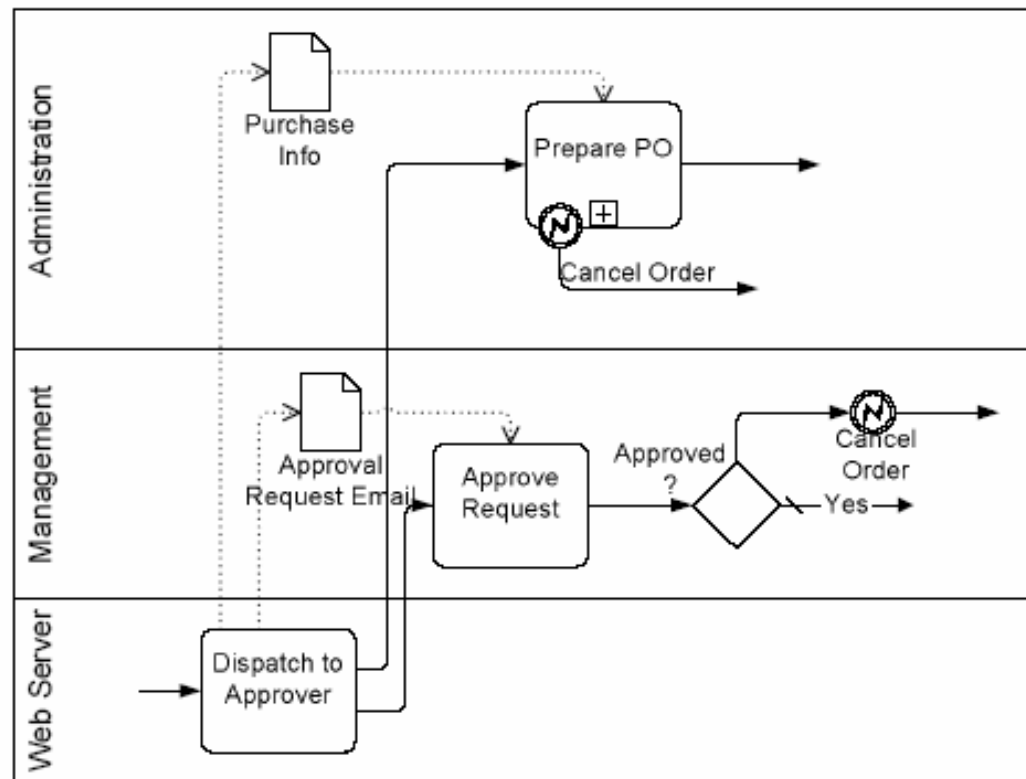 Administration
Purchase
Info
Prepare PO
Cancel Order
Management
Approval
Request Email
Approve
Request
Approved
?
Cancel
Order
Yes
Web Server
Dispatch to
Approver